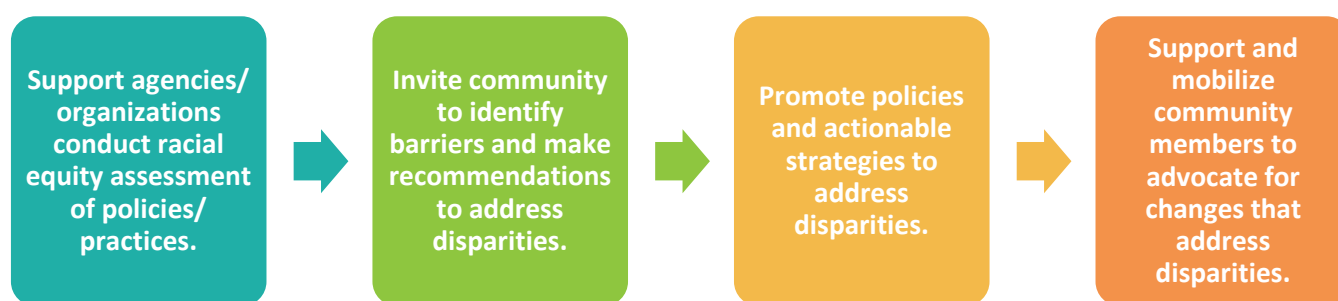 Support agencies/
organizations
conduct racial
equity assessment
of policies/
practices.
Invite community
to identify
barriers and make
recommendations
to address
disparities.
Promote policies
and actionable
strategies to
address
disparities.
Support and
mobilize
community
members to
advocate for
changes that
address
disparities.